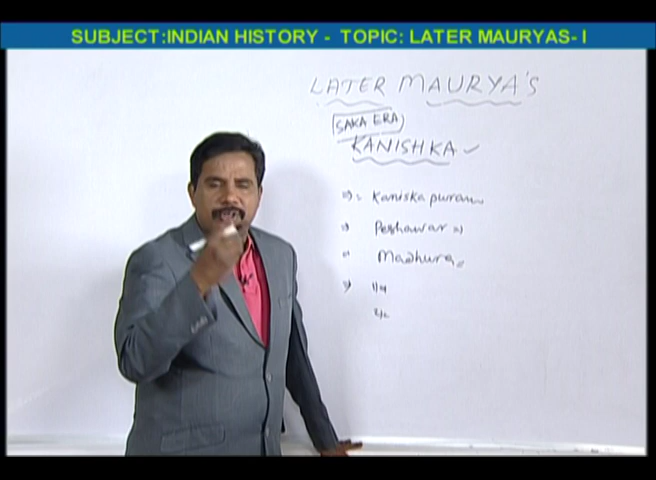 SUBJECT:INDIAN HISTORY - TOPIC: LATER MAURYAS- I
LATER MAURYA'S
SAKA ERA
KANISHKA
Kaniska puram
Peshawar
Madhura